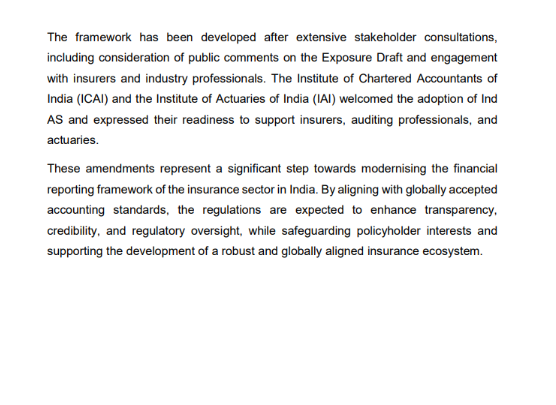 The framework has been developed after extensive stakeholder consultations,
including consideration of public comments on the Exposure Draft and engagement
with insurers and industry professionals. The Institute of Chartered Accountants of
India (ICAI) and the Institute of Actuaries of India (IAI) welcomed the adoption of Ind
AS and expressed their readiness to support insurers, auditing professionals, and
actuaries.
These amendments represent a significant step towards modernising the financial
reporting framework of the insurance sector in India. By aligning with globally accepted
accounting standards, the regulations are expected to enhance transparency,
credibility, and regulatory oversight, while safeguarding policyholder interests and
supporting the development of a robust and globally aligned insurance ecosystem.